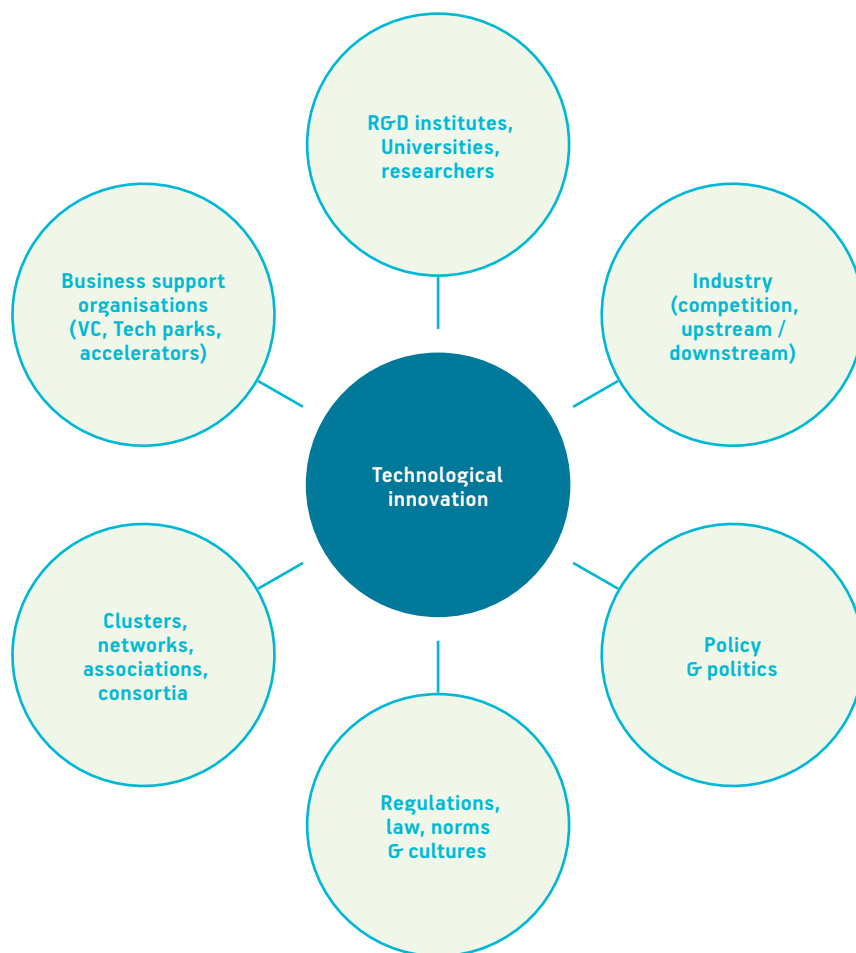 R&D institutes,
Universities,
researchers
Business support
organisations
(VC, Tech parks,
accelerators)
Industry
(competition,
upstream /
downstream)
Technological
innovation
Clusters,
networks,
associations,
consortia
Policy
& politics
Regulations,
law, norms
& cultures